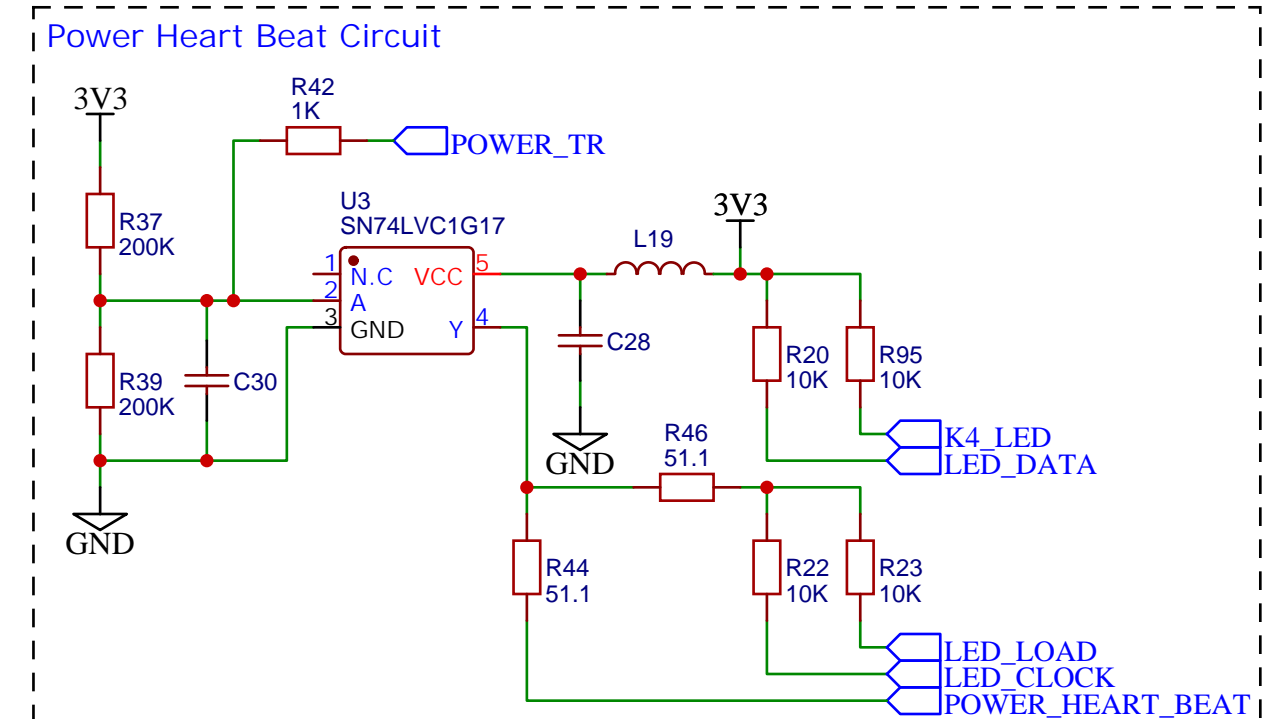 Power Heart Beat Circuit
3V3
R42
1K
POWER_TR
R37
200K
U3
SN74LVC1G17
1
N.C
VCC
5
2
A
3
GND
Y
4
L19
3V3
C28
GND
R20
10K
R95
10K
K4_LED
LED_DATA
R39
200K
C30
GND
R46
51.1
R44
51.1
R22
10K
R23
10K
LED_LOAD
LED_CLOCK
POWER_HEART_BEAT